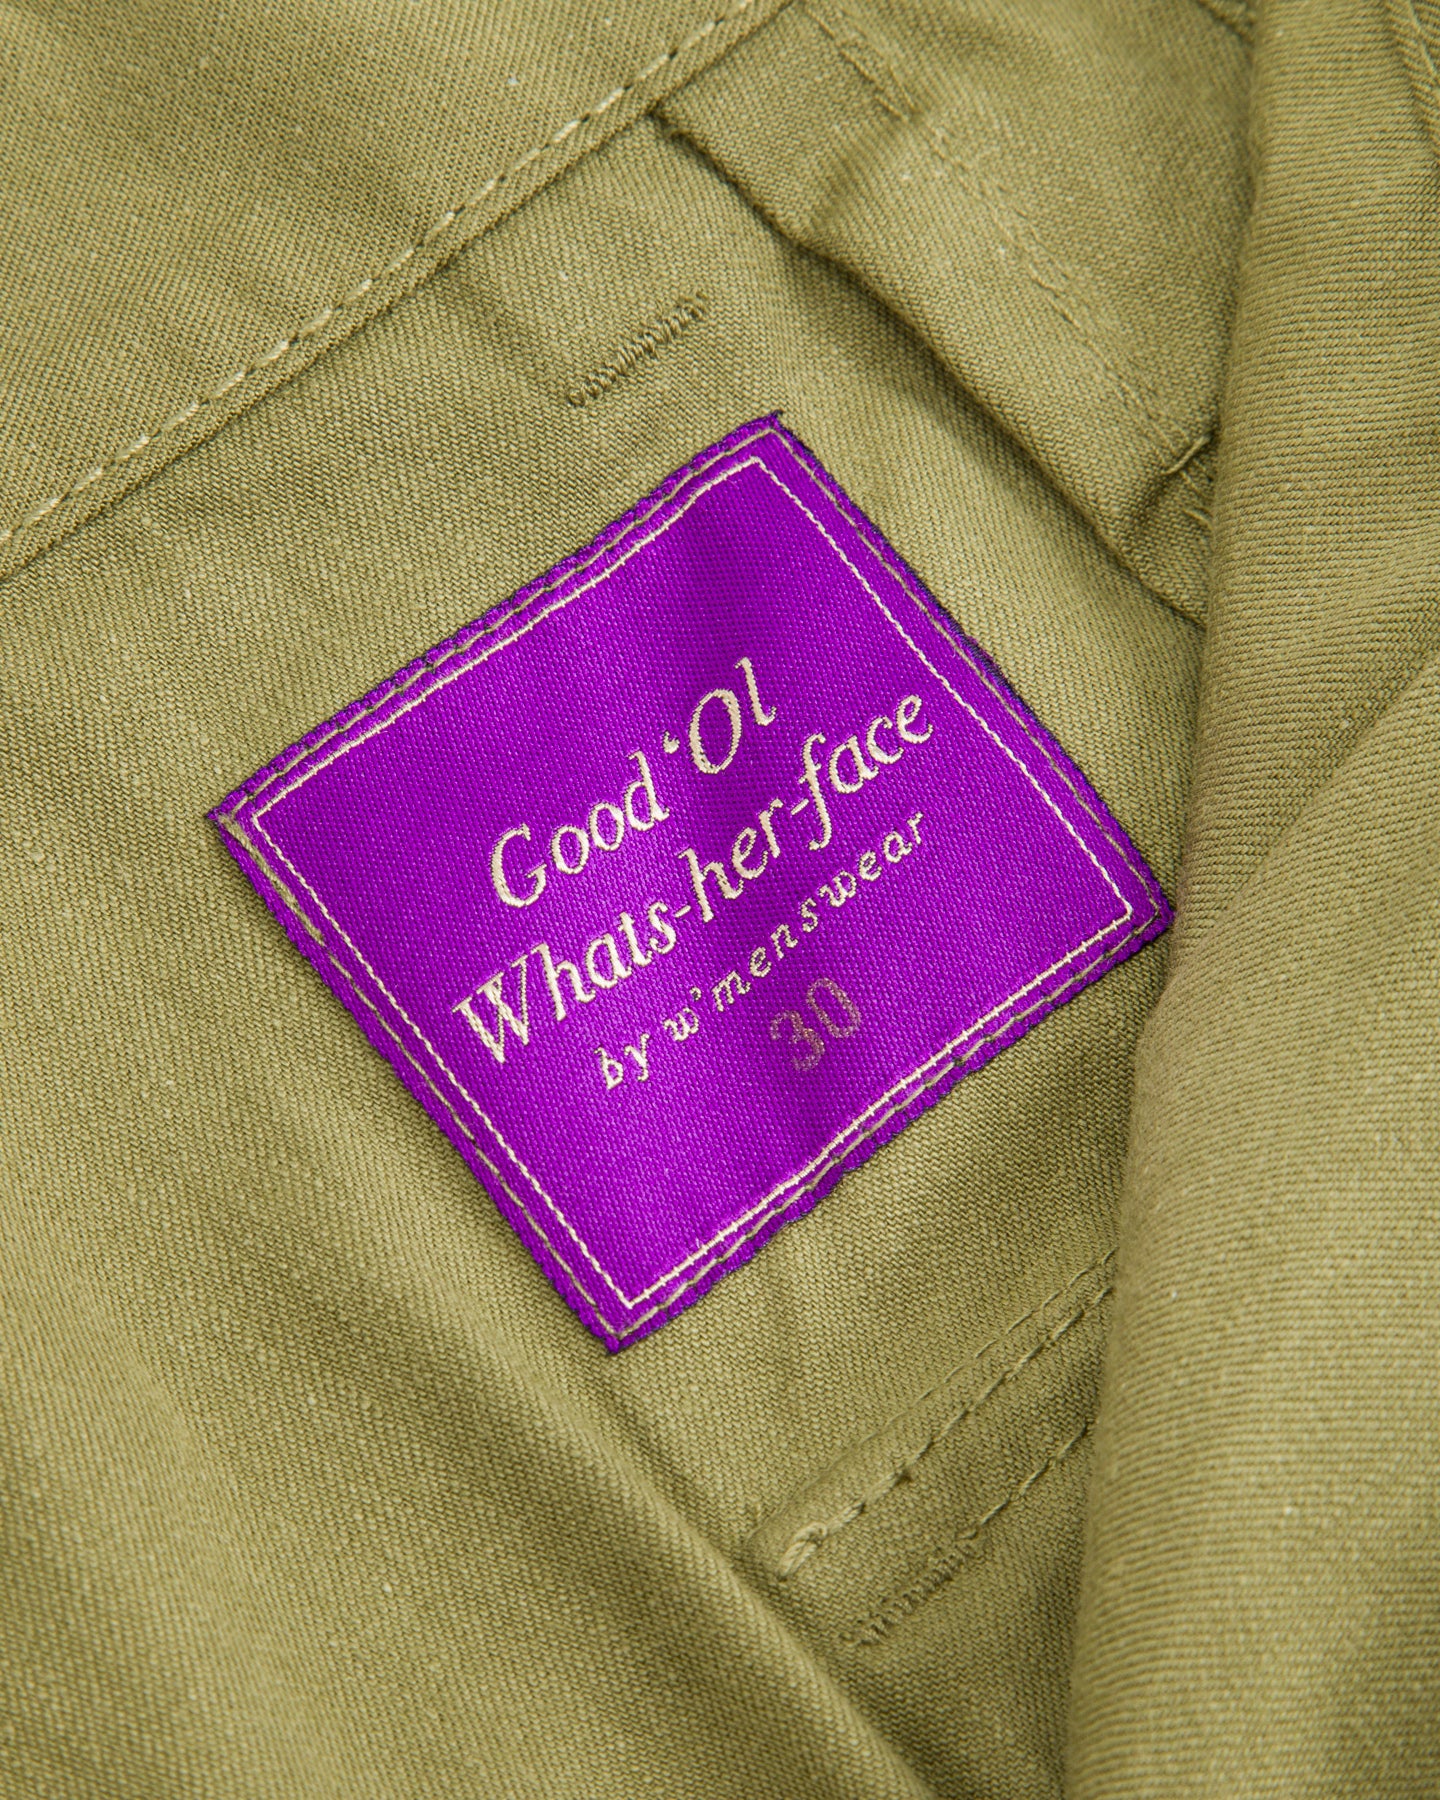 Good ‘Ol
Whats-her-face
by w’menswear
30